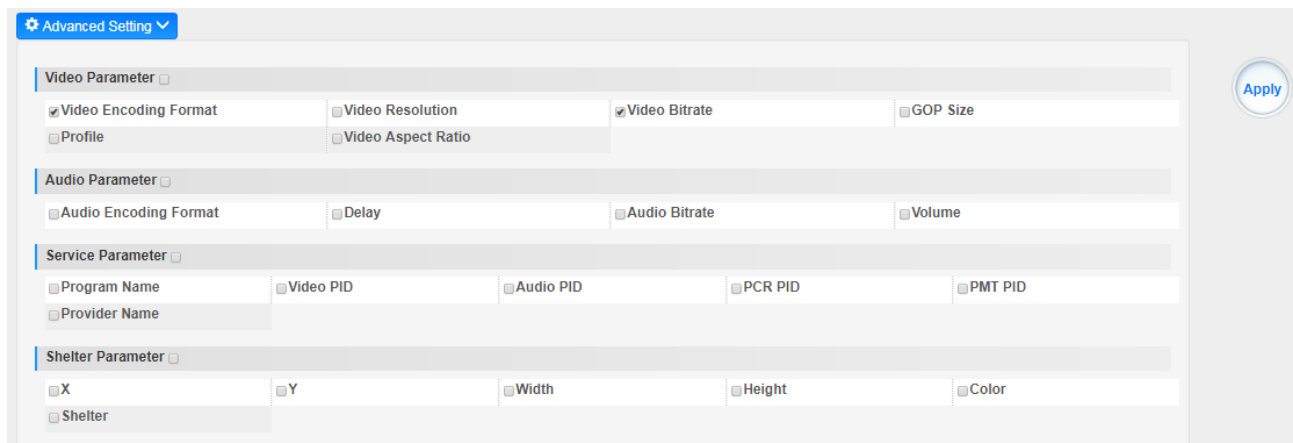 Advanced Setting
Video Parameter
Apply
Video Encoding Format Video Resolution Video Bitrate GOP Size
Profile Video Aspect Ratio
Audio Parameter
Audio Encoding Format Delay Audio Bitrate Volume
Service Parameter
Program Name Video PID Audio PID PCR PID PMT PID
Provider Name
Shelter Parameter
X Y Width Height Color
Shelter